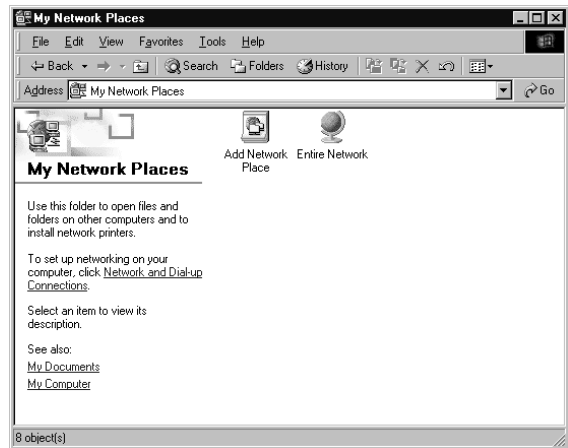 My Network Places
File Edit View Favorites Tools Help
Back Search Folders History
Address My Network Places Go
Add Network
Place
Entire Network
My Network Places
Use this folder to open files and
folders on other computers and to
install network printers.
To set up networking on your
computer, click Network and Dial-up
Connections.
Select an item to view its
description.
See also:
My Documents
My Computer
8 object(s)